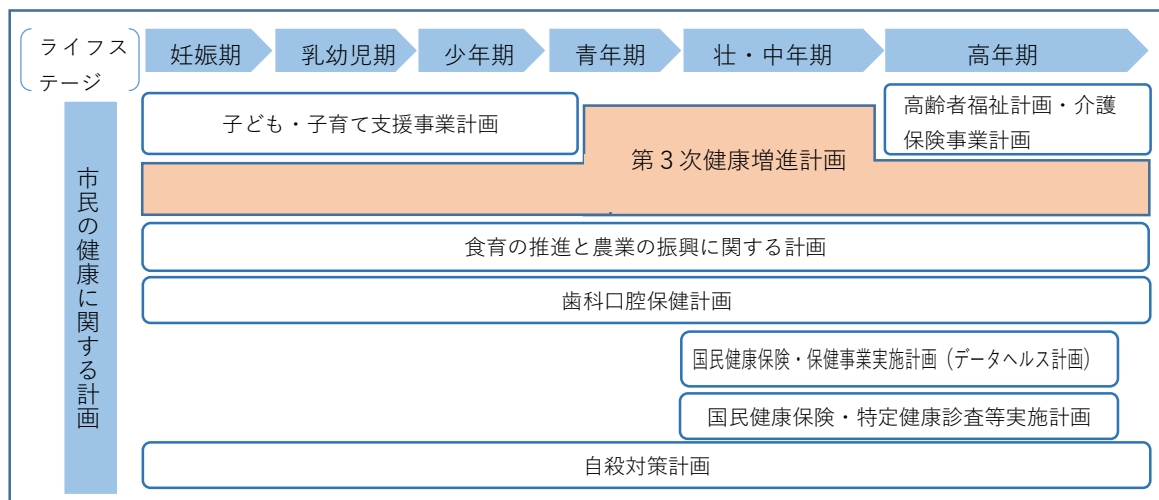 ライフス
テージ
妊娠期
乳幼児期
少年期
青年期
壮・中年期
高年期
市民の健康に関する計画
子ども・子育て支援事業計画
高齢者福祉計画・介護
保険事業計画
第３次健康増進計画
食育の推進と農業の振興に関する計画
歯科口腔保健計画
国民健康保険・保健事業実施計画（データヘルス計画）
国民健康保険・特定健康診査等実施計画
自殺対策計画